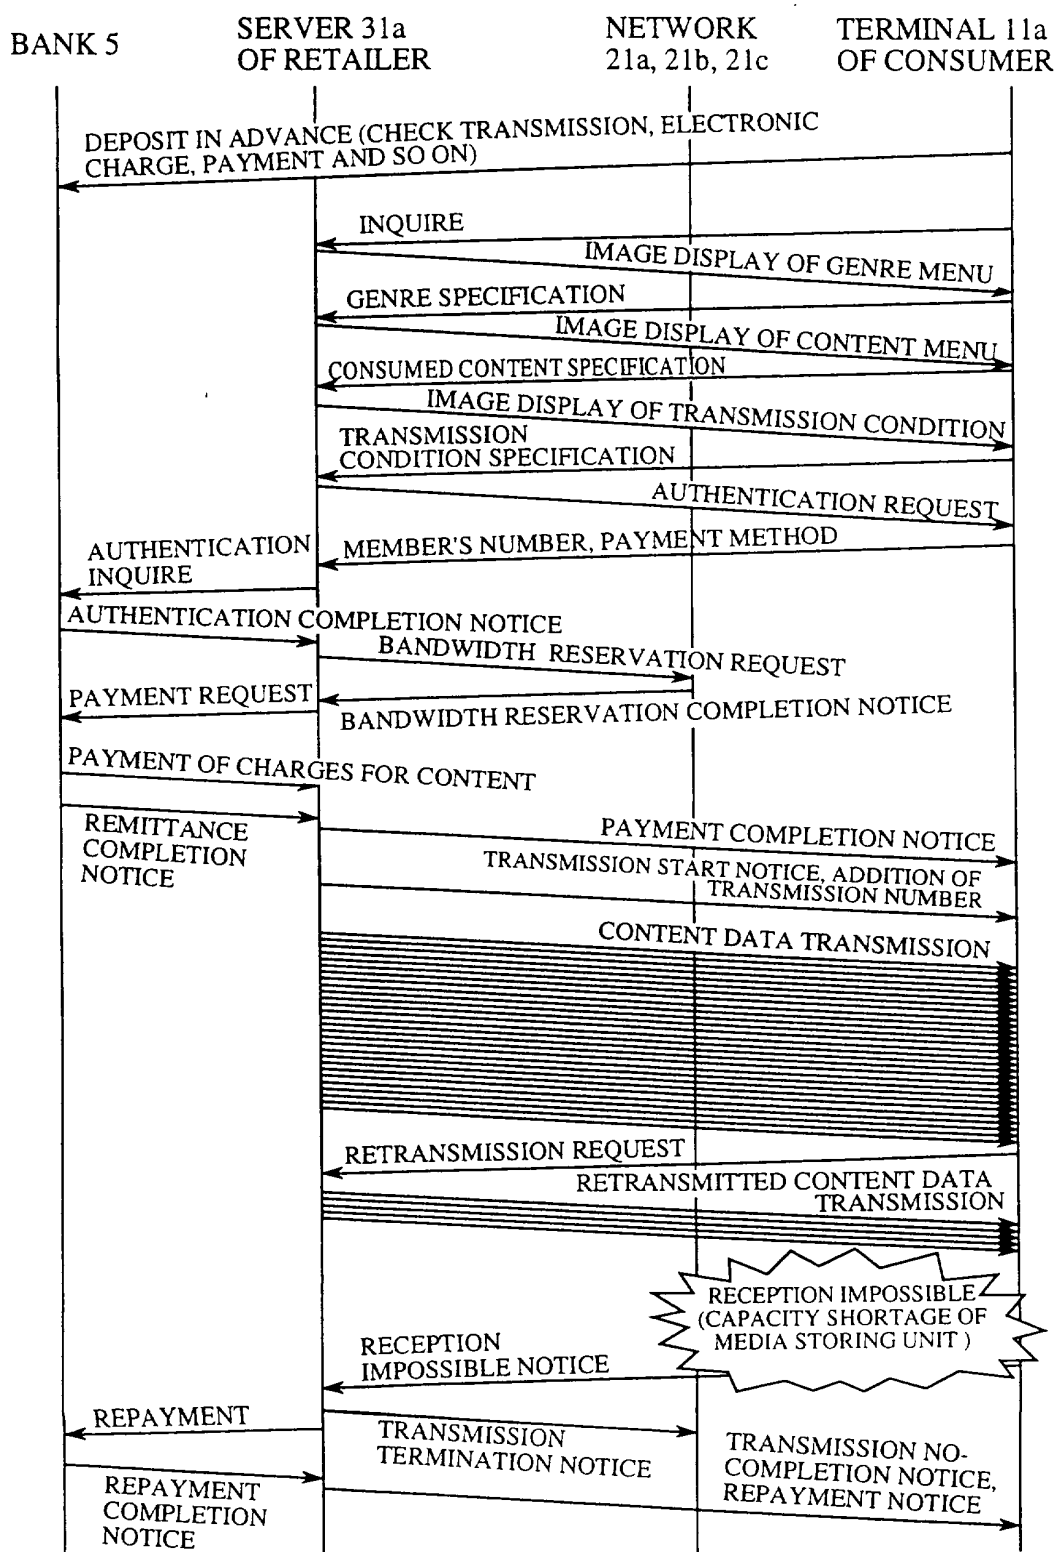 BANK 5
SERVER 31a
OF RETAILER
NETWORK
21a, 21b, 21c
TERMINAL 11a
OF CONSUMER
DEPOSIT IN ADVANCE (CHECK TRANSMISSION, ELECTRONIC
CHARGE, PAYMENT AND SO ON)
INQUIRE
IMAGE DISPLAY OF GENRE MENU
GENRE SPECIFICATION
IMAGE DISPLAY OF CONTENT MENU
CONSUMED CONTENT SPECIFICATION
IMAGE DISPLAY OF TRANSMISSION CONDITION
TRANSMISSION
CONDITION SPECIFICATION
AUTHENTICATION REQUEST
MEMBER'S NUMBER, PAYMENT METHOD
AUTHENTICATION
INQUIRE
AUTHENTICATION COMPLETION NOTICE
BANDWIDTH RESERVATION REQUEST
PAYMENT REQUEST
BANDWIDTH RESERVATION COMPLETION NOTICE
PAYMENT OF CHARGES FOR CONTENT
REMITTANCE
COMPLETION
NOTICE
PAYMENT COMPLETION NOTICE
TRANSMISSION START NOTICE, ADDITION OF
TRANSMISSION NUMBER
CONTENT DATA TRANSMISSION
RETRANSMISSION REQUEST
RETRANSMITTED CONTENT DATA
TRANSMISSION
RECEPTION IMPOSSIBLE
(CAPACITY SHORTAGE OF
MEDIA STORING UNIT )
RECEPTION
IMPOSSIBLE NOTICE
REPAYMENT
TRANSMISSION
TERMINATION NOTICE
TRANSMISSION NO-
COMPLETION NOTICE,
REPAYMENT NOTICE
REPAYMENT
COMPLETION
NOTICE